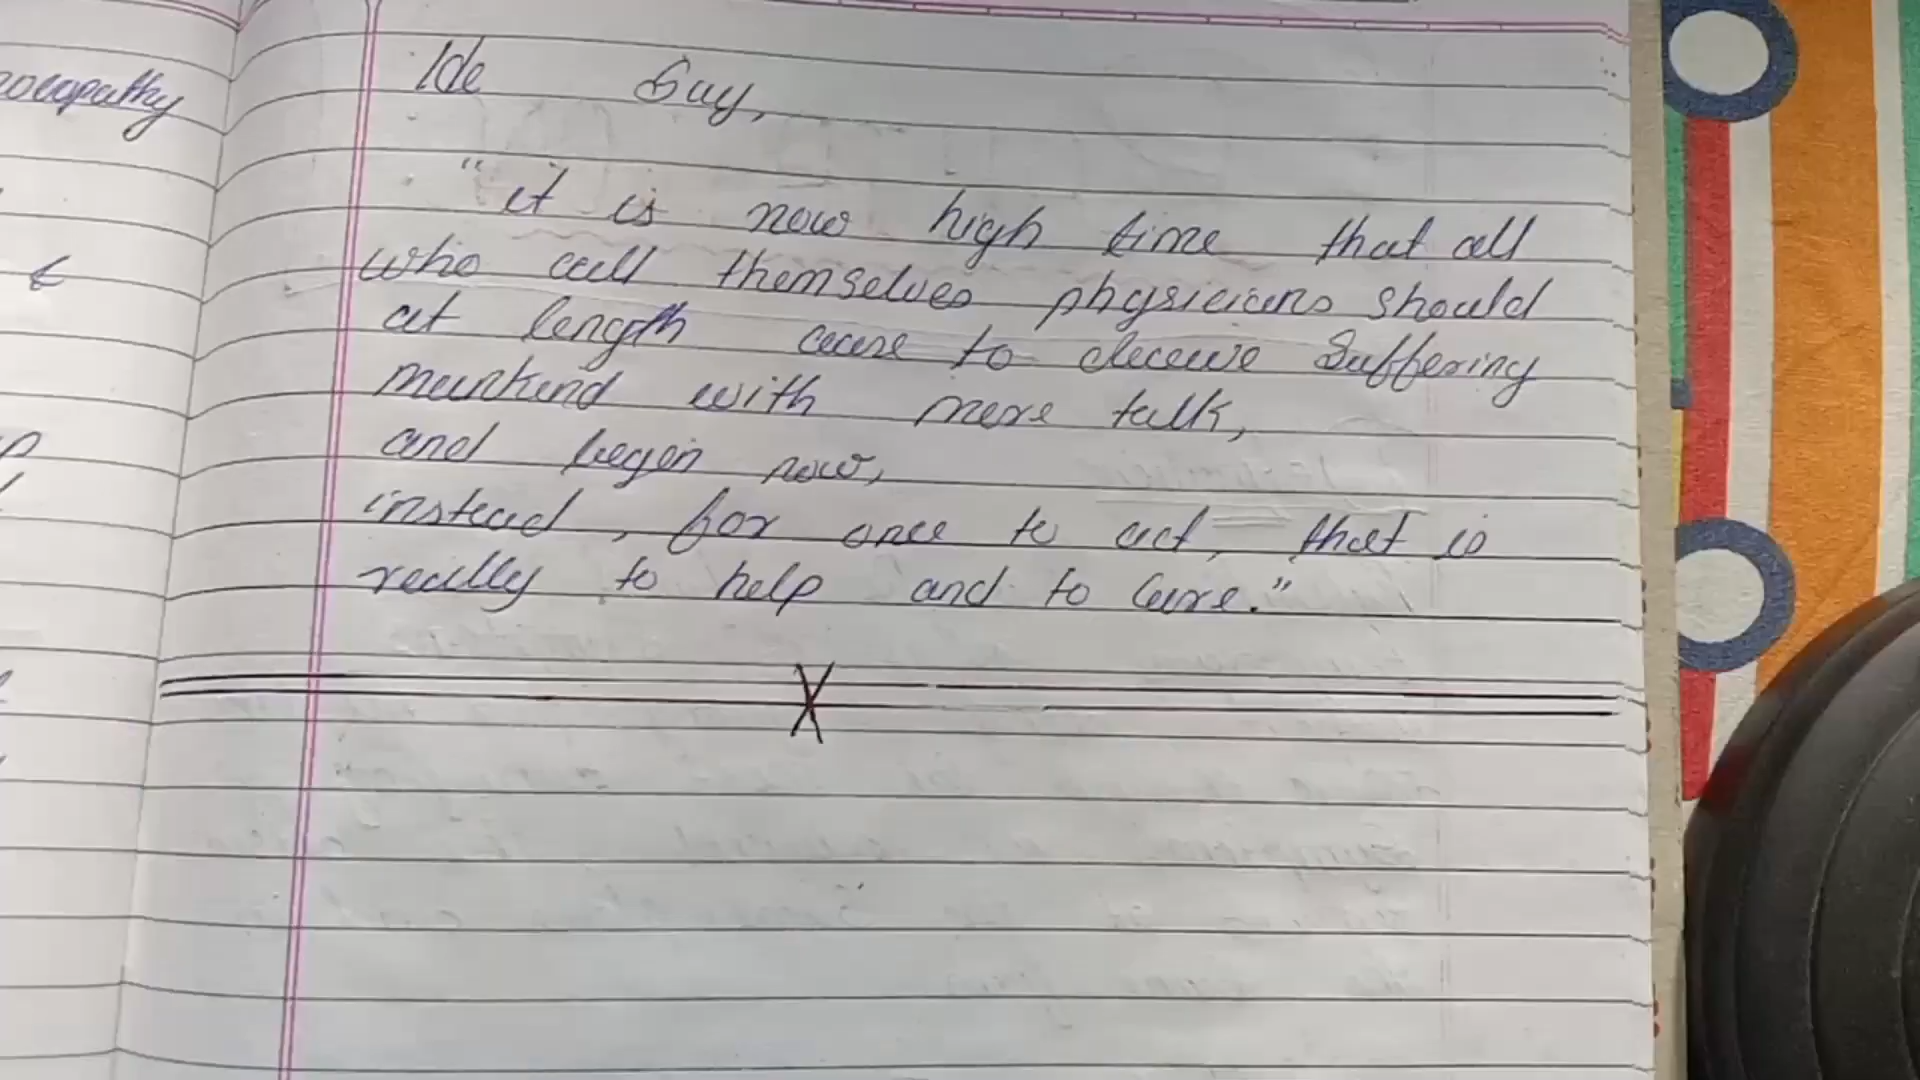 "it is now high time that all
who call themselves physicians should
at length cease to deceive suffering
mankind with mere talk,
and begin now,
instead, for once to act, that is
really to help and to cure."